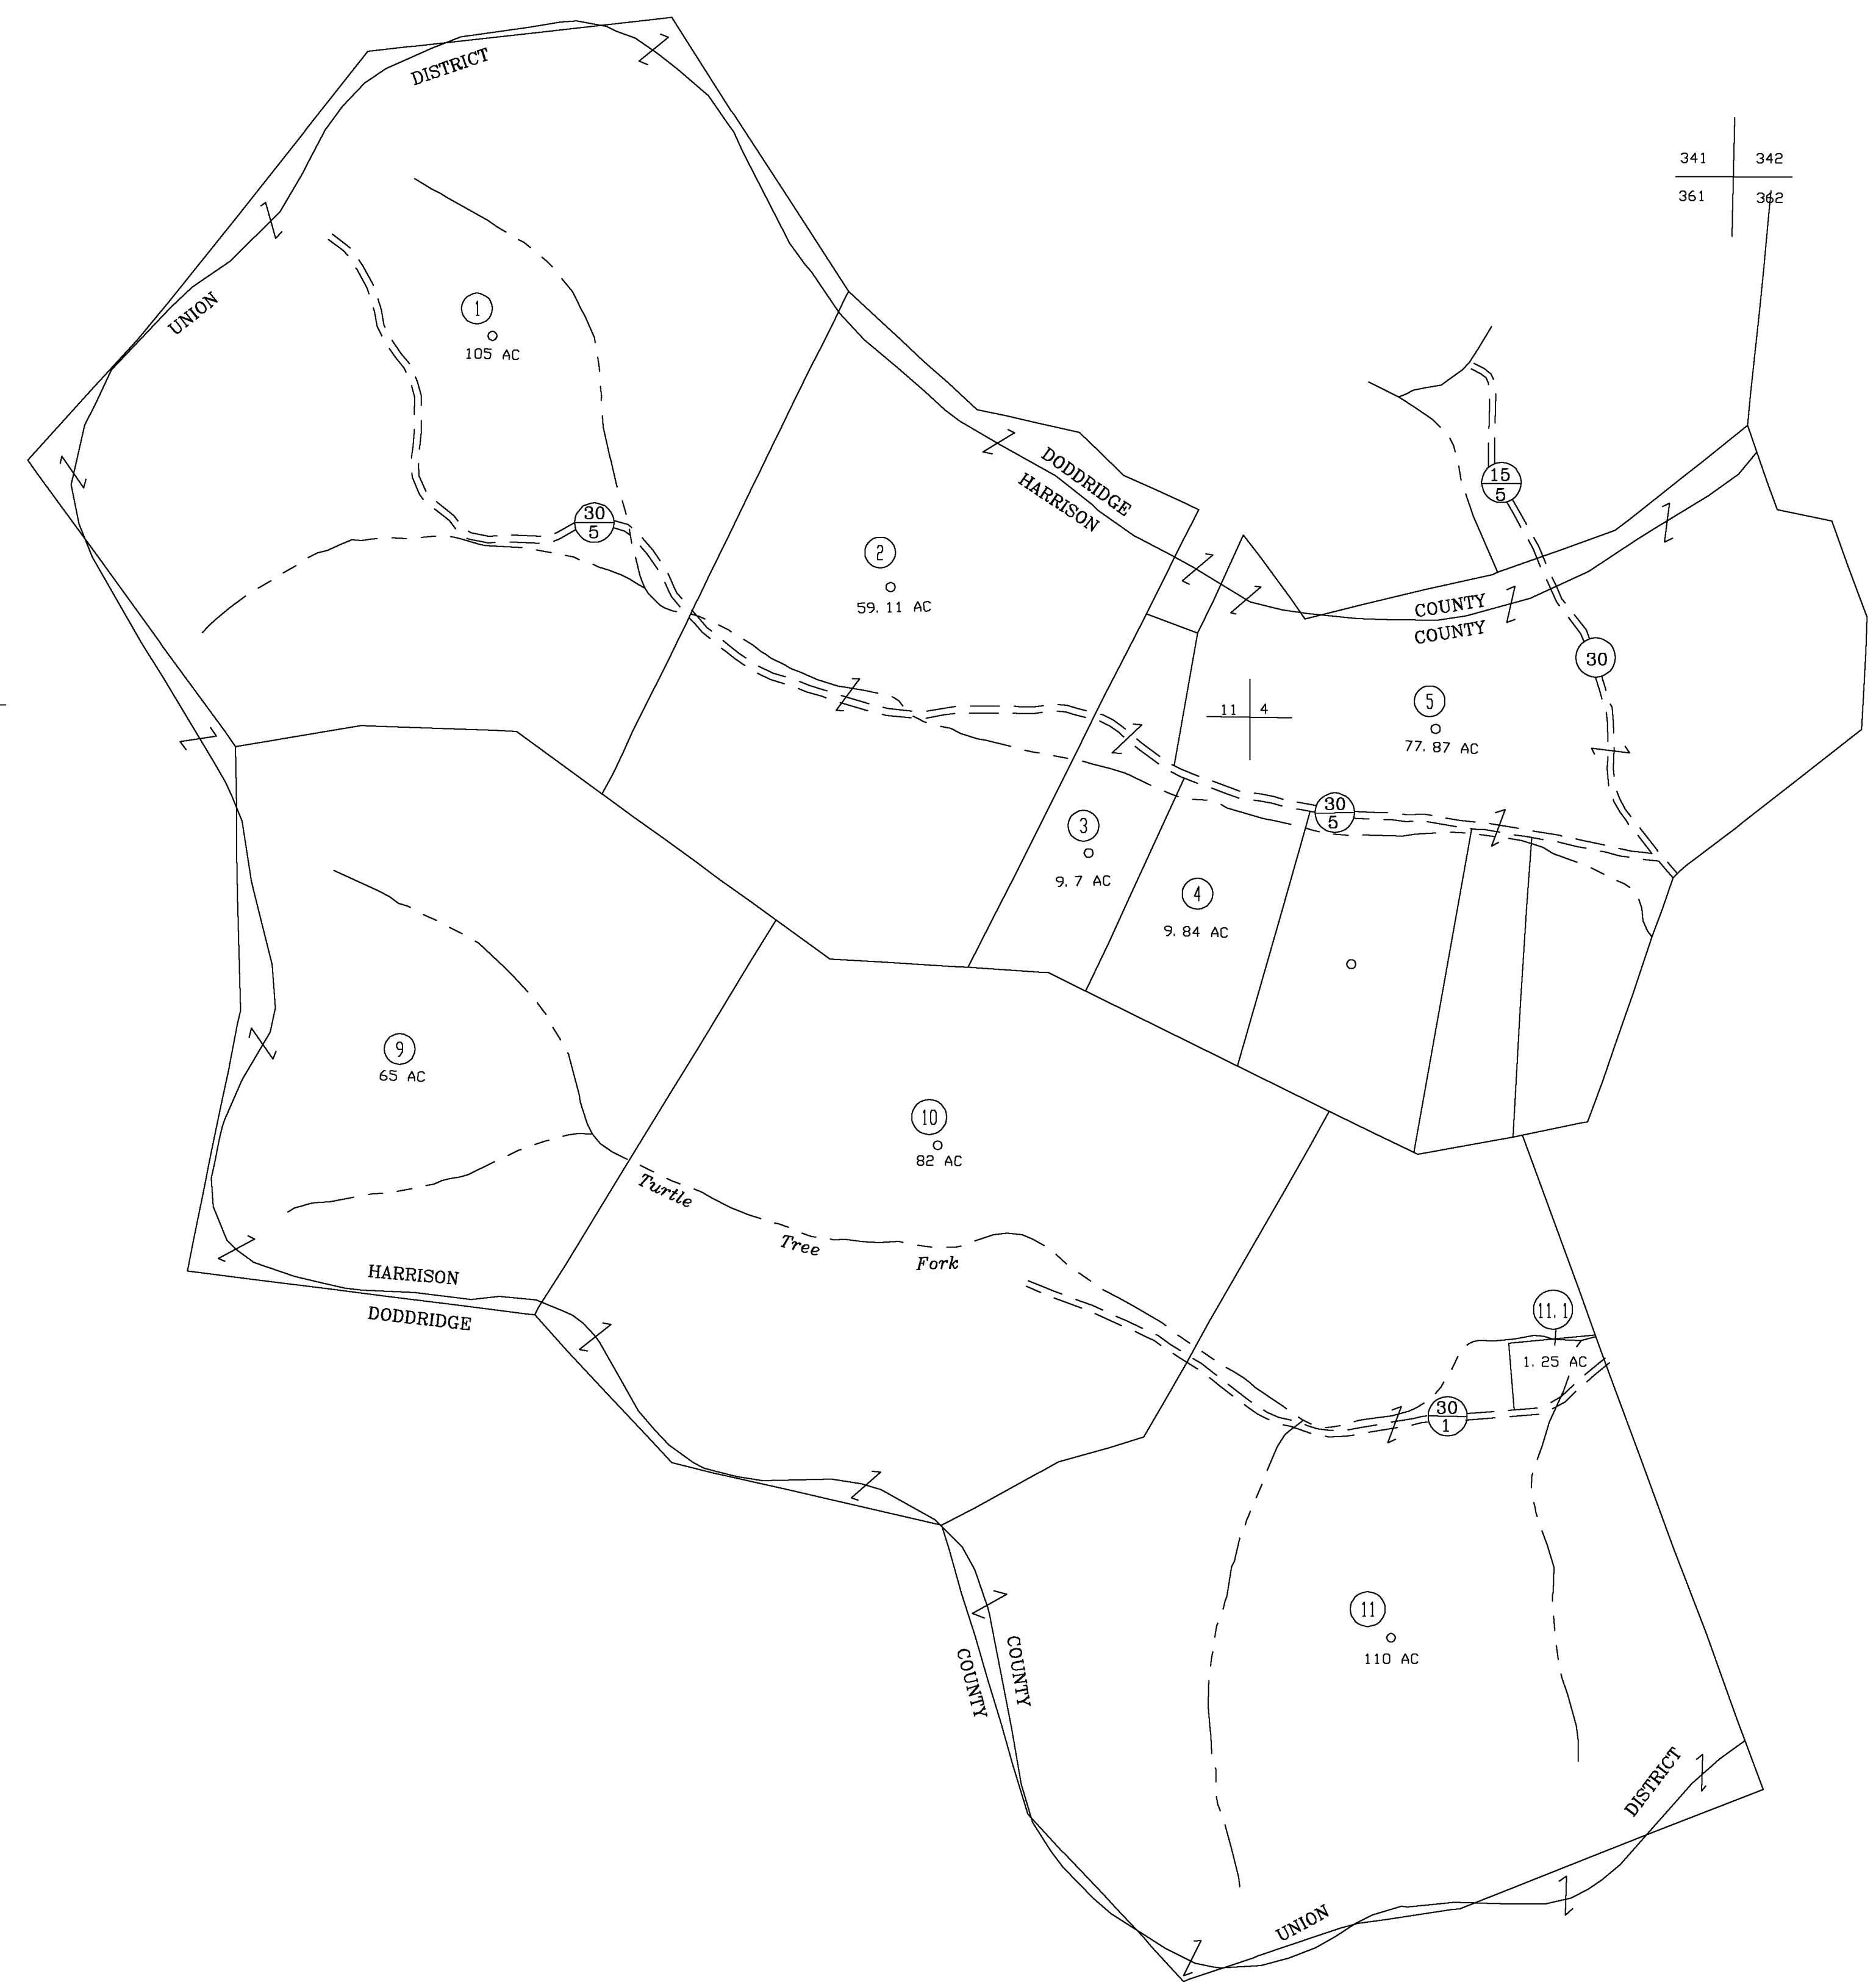 DISTRICT
341 342
361 362
UNION
1
105 AC
15
5
DODDRIDGE
HARRISON
30
5
2
59.11 AC
COUNTY
COUNTY
30
11 4
5
77.87 AC
30
5
3
9.7 AC
4
9.84 AC
9
65 AC
10
82 AC
Turtle
Tree
Fork
HARRISON
DODDRIDGE
11.1
1.25 AC
30
1
11
110 AC
COUNTY
COUNTY
DISTRICT
UNION